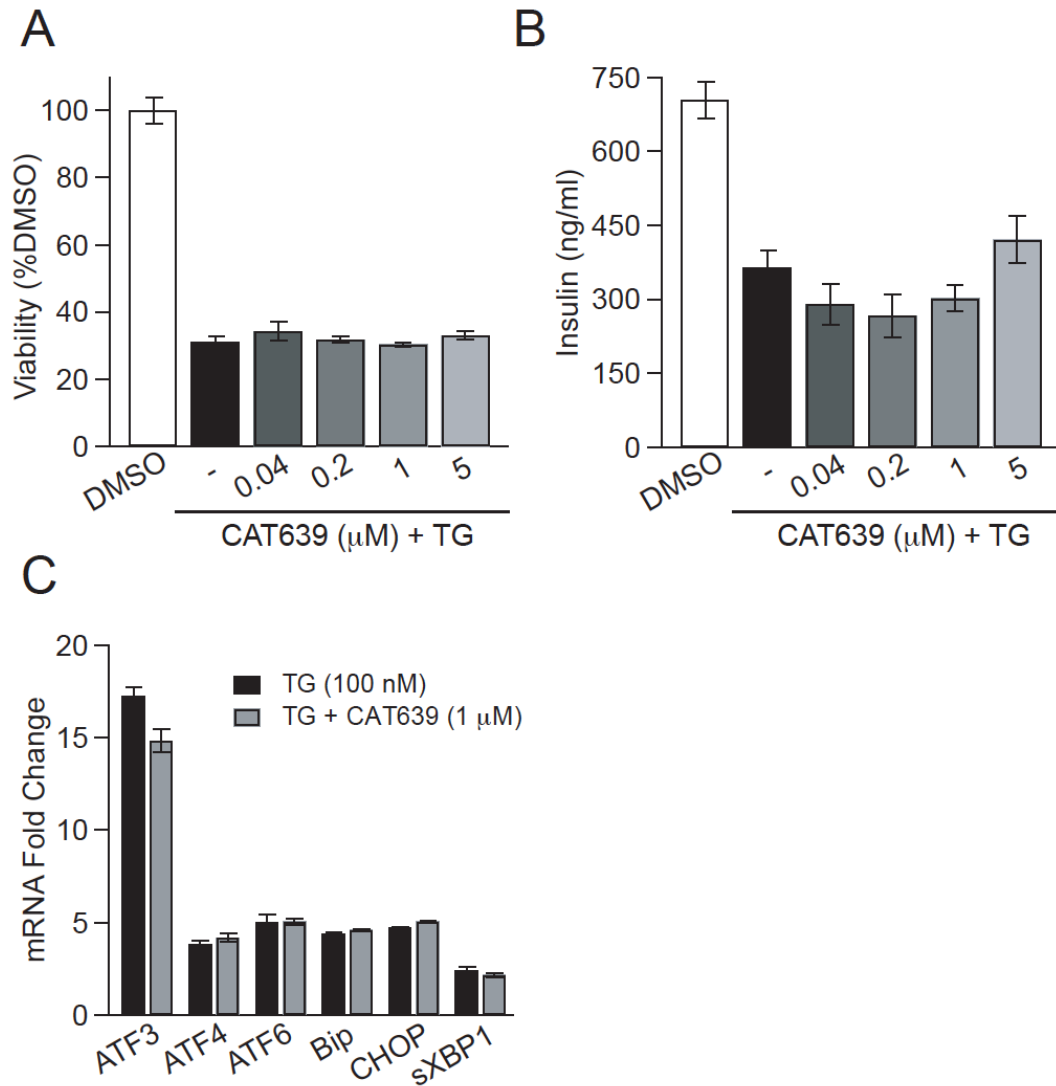 A
Viability (%DMSO)
100
80
60
40
20
0
DMSO
-
0.04
0.2
1
5
CAT639 (μM) + TG
B
Insulin (ng/ml)
750
600
450
300
150
0
DMSO
-
0.04
0.2
1
5
CAT639 (μM) + TG
C
mRNA Fold Change
20
15
10
5
0
TG (100 nM)
TG + CAT639 (1 μM)
ATF3
ATF4
ATF6
Bip
CHOP
sXBP1